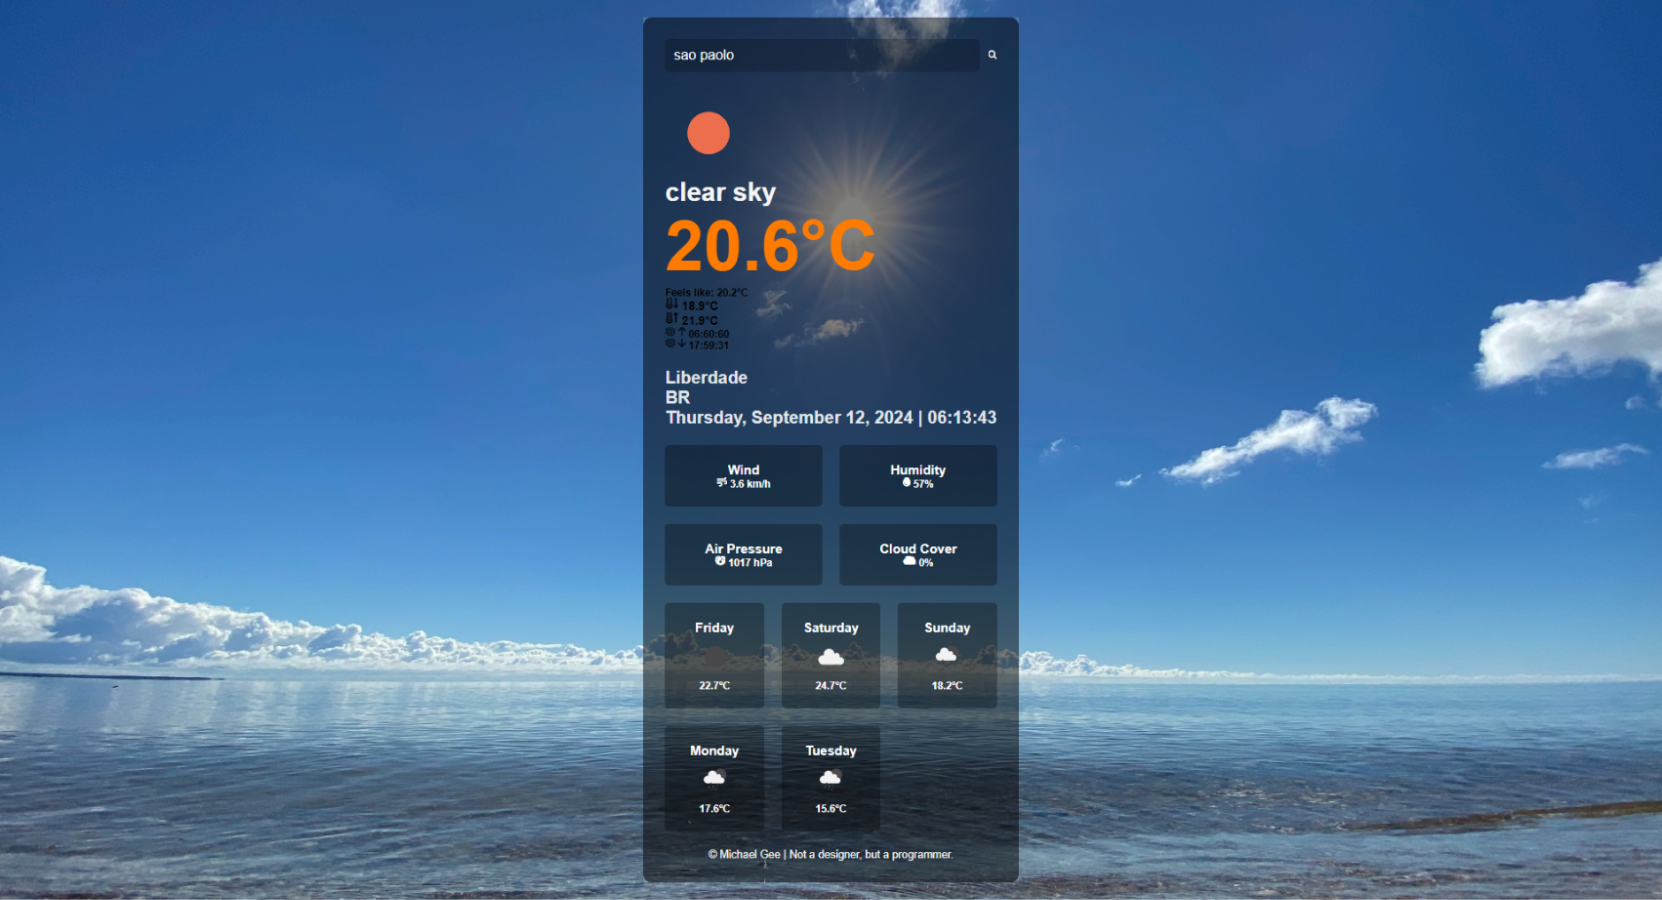 sao paolo
clear sky
20.6°C
Feels like: 20.2°C
18.9°C
21.9°C
06:60:60
17:59:31
Liberdade
BR
Thursday, September 12, 2024 | 06:13:43
Wind
3.6 km/h
Humidity
57%
Air Pressure
1017 hPa
Cloud Cover
0%
Friday
22.7°C
Saturday
24.7°C
Sunday
18.2°C
Monday
17.6°C
Tuesday
15.6°C
© Michael Gee | Not a designer, but a programmer.